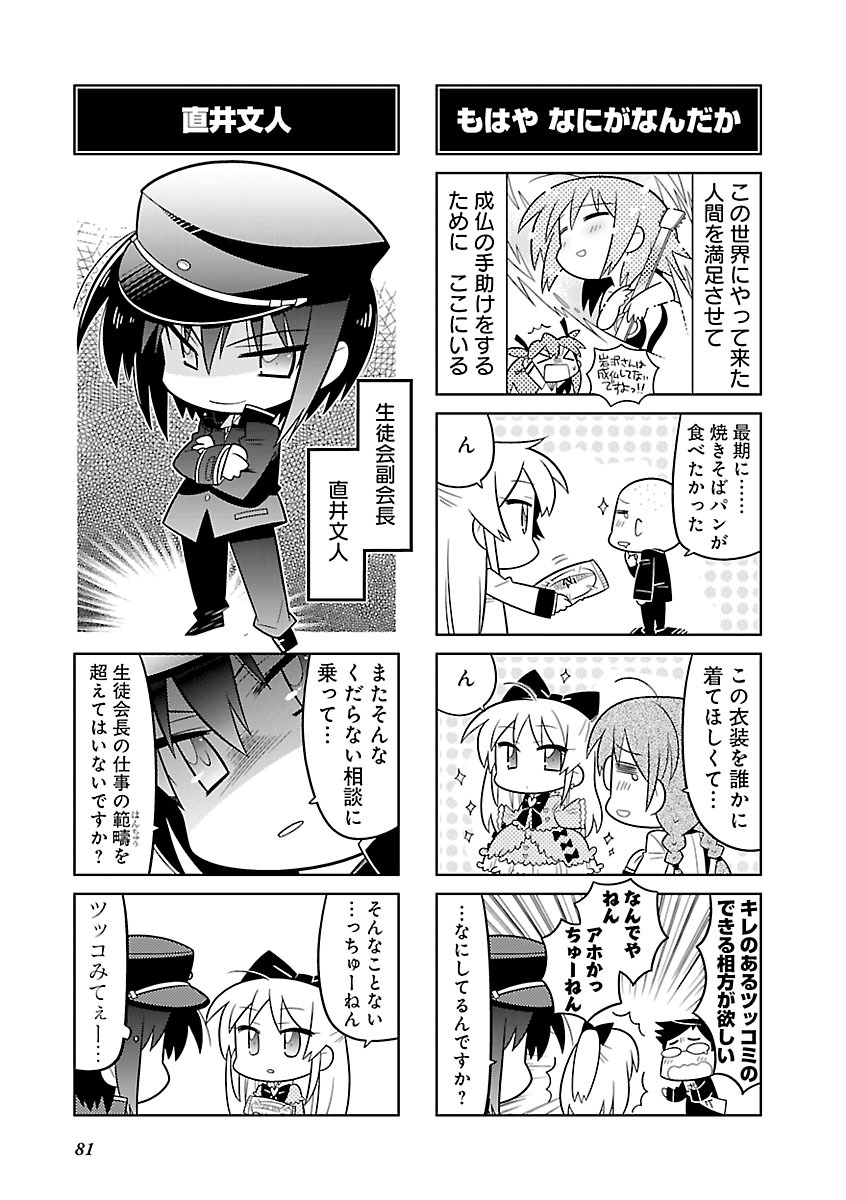 もはや なにがなんだか
この世界にやって来た
人間を満足させて
成仏の手助けをする
ために ここにいる
岩沢さんは
成仏してない
ですよっ!!
最期に……
焼きそばパンが
食べたかった
ん
この衣装を誰かに
着てほしくて…
ん
キレのあるツッコミの
できる相方が欲しい
なんでや
ねん アホかっ
ちゅーねん
…なにしてるんですか?
直井文人
生徒会副会長
直井文人
またそんな
くだらない相談に
乗って…
生徒会長の仕事の範疇を
はんちゅう
超えてはいないですか?
そんなことない
…っちゅーねん
ツッコみてぇー…
81